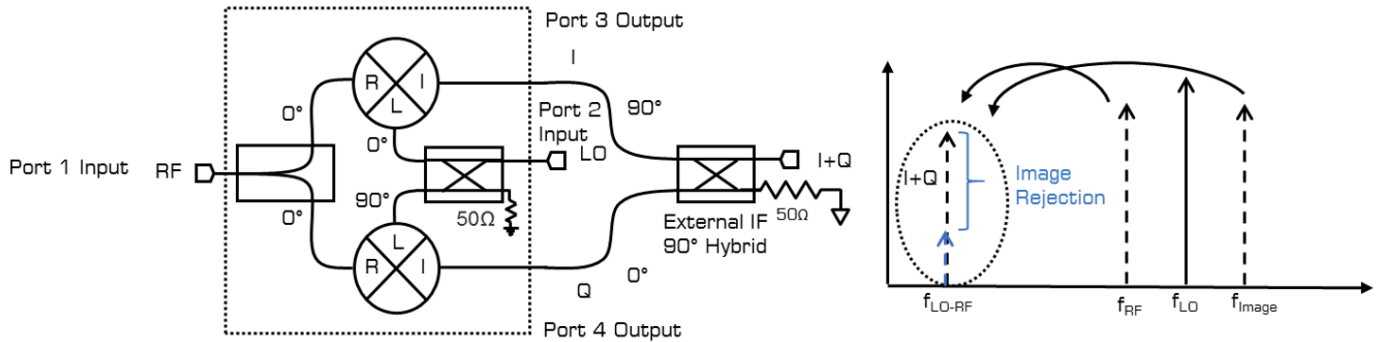 Port 3 Output
I
R I
L
0°
90°
Port 2
Input
LO
0°
Port 1 Input RF
I+Q
90°
50Ω
50Ω
0°
External IF
90° Hybrid
L
R I
0°
Q
Port 4 Output
I+Q
Image
Rejection
fLO-RF
fRF
fLO
fImage